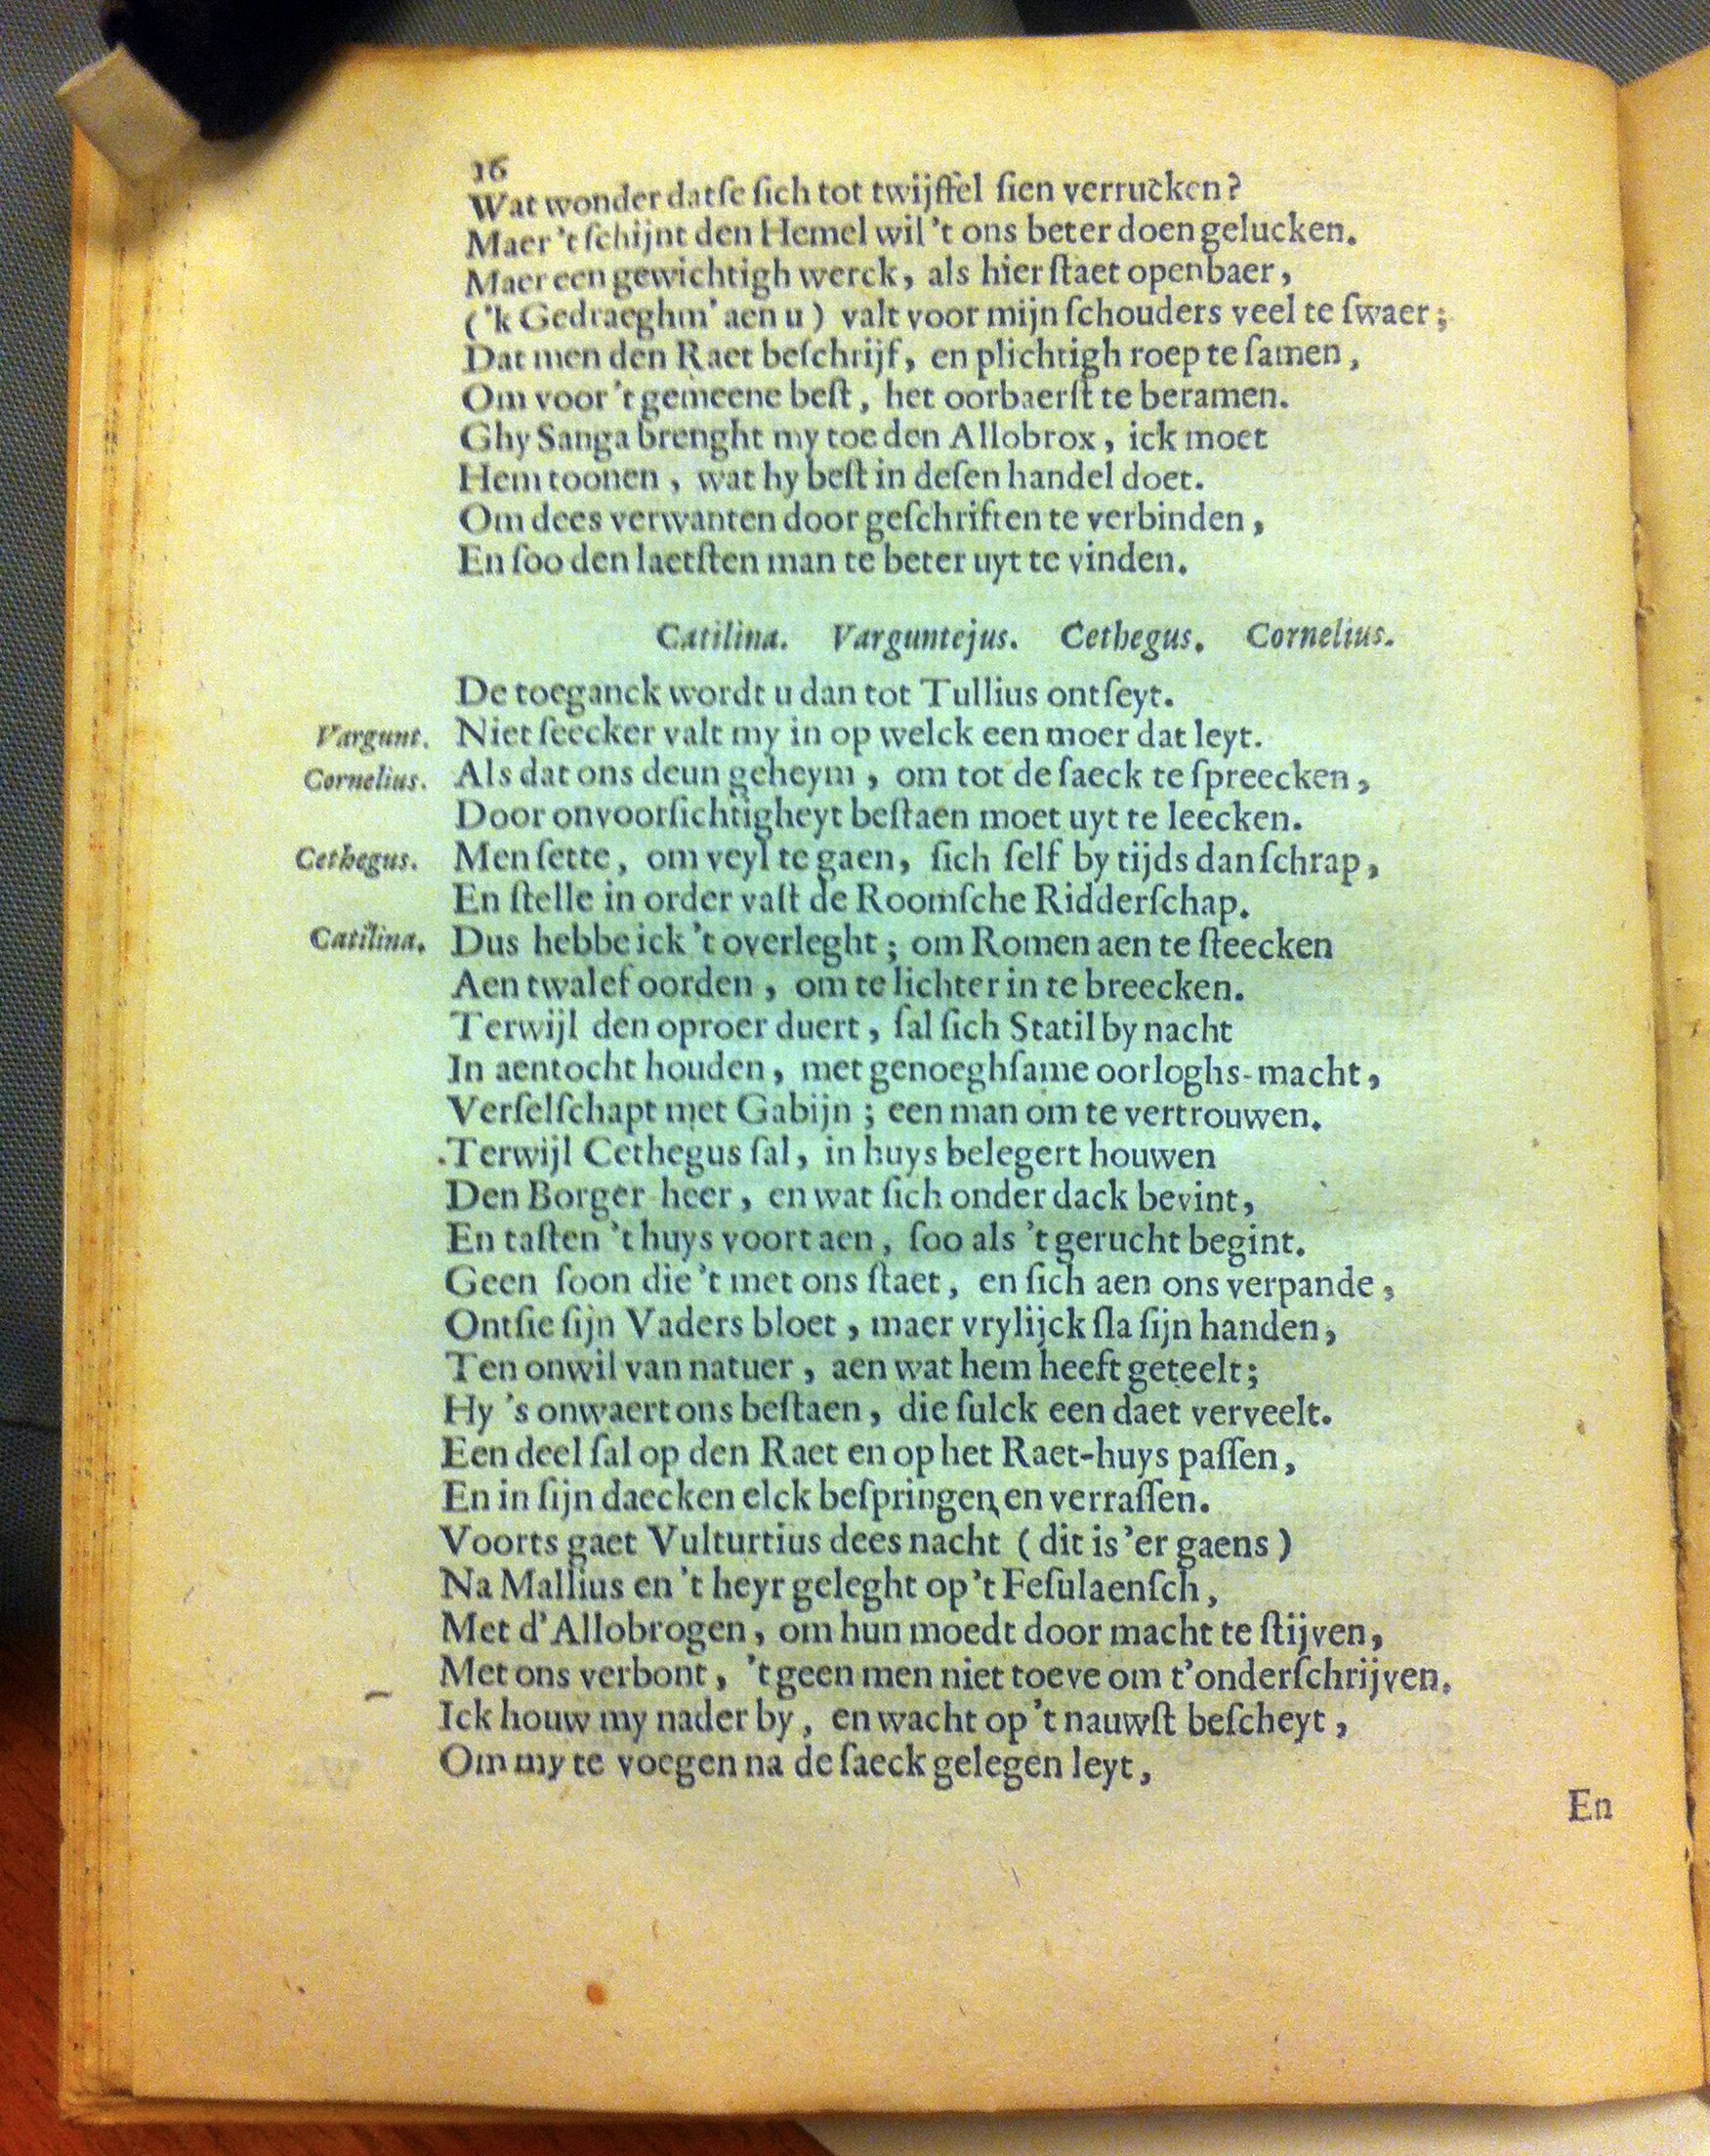 16
Wat wonder datſe ſich tot twijffel ſien verrucken?
Maer 't ſchijnt den Hemel wil 't ons beter doen gelucken.
Maer een gewichtigh werck, als hier ſtaet openbaer,
('k Gedraeghm' aen u) valt voor mijn ſchouders veel te ſwaer;
Dat men den Raet beſchrijf, en plichtigh roep te ſamen,
Om voor 't gemeene beſt, het oorbaerſt te beramen.
Ghy Sanga brenght my toe den Allobrox, ick moet
Hem toonen, wat hy beſt in deſen handel doet.
Om dees verwanten door geſchriften te verbinden,
En ſoo den laetſten man te beter uyt te vinden.
Catilina. Varguntejus. Cethegus. Cornelius.
De toeganck wordt u dan tot Tullius ontſeyt.
Vargunt. Niet ſeecker valt my in op welck een moer dat leyt.
Cornelius. Als dat ons deun geheym, om tot de ſaeck te ſpreecken,
Door onvoorſichtigheyt beſtaen moet uyt te leecken.
Cethegus. Men ſette, om veyl te gaen, ſich ſelf by tijds dan ſchrap,
En ſtelle in order vaſt de Roomſche Ridderſchap.
Catilina. Dus hebbe ick 't overleght; om Romen aen te ſteecken
Aen twalef oorden, om te lichter in te breecken.
Terwijl den oproer duert, ſal ſich Statil by nacht
In aentocht houden, met genoeghſame oorloghs-macht,
Verſelſchapt met Gabijn; een man om te vertrouwen.
.Terwijl Cethegus ſal, in huys belegert houwen
Den Borger heer, en wat ſich onder dack bevint,
En taſten 't huys voort aen, ſoo als 't gerucht begint.
Geen ſoon die 't met ons ſtaet, en ſich aen ons verpande,
Ontſie ſijn Vaders bloet, maer vrylijck ſla ſijn handen,
Ten onwil van natuer, aen wat hem heeft geteelt;
Hy 's onwaert ons beſtaen, die ſulck een daet verveelt.
Een deel ſal op den Raet en op het Raet-huys paſſen,
En in ſijn daecken elck beſpringen, en verraſſen.
Voorts gaet Vulturtius dees nacht (dit is 'er gaens)
Na Mallius en 't heyr geleght op 't Feſulaenſch,
Met d'Allobrogen, om hun moedt door macht te ſtijven,
Met ons verbont, 't geen men niet toeve om t'onderſchrijven.
Ick houw my nader by, en wacht op 't nauwſt beſcheyt,
Om my te voegen na de ſaeck gelegen leyt,
En